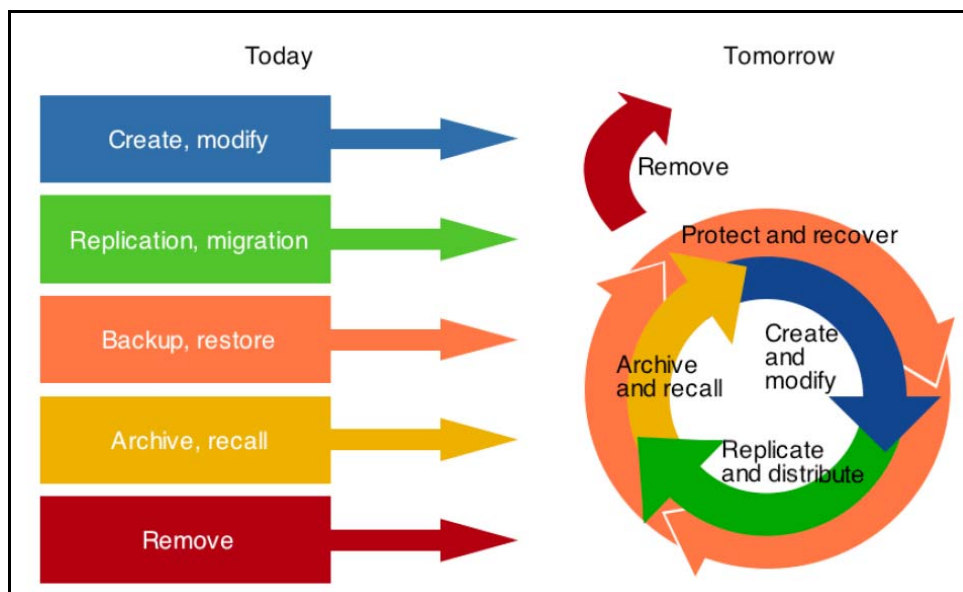 Today
Tomorrow
Create, modify
Replication, migration
Backup, restore
Archive, recall
Remove
Remove
Protect and recover
Create
and
modify
Archive
and recall
Replicate
and distribute